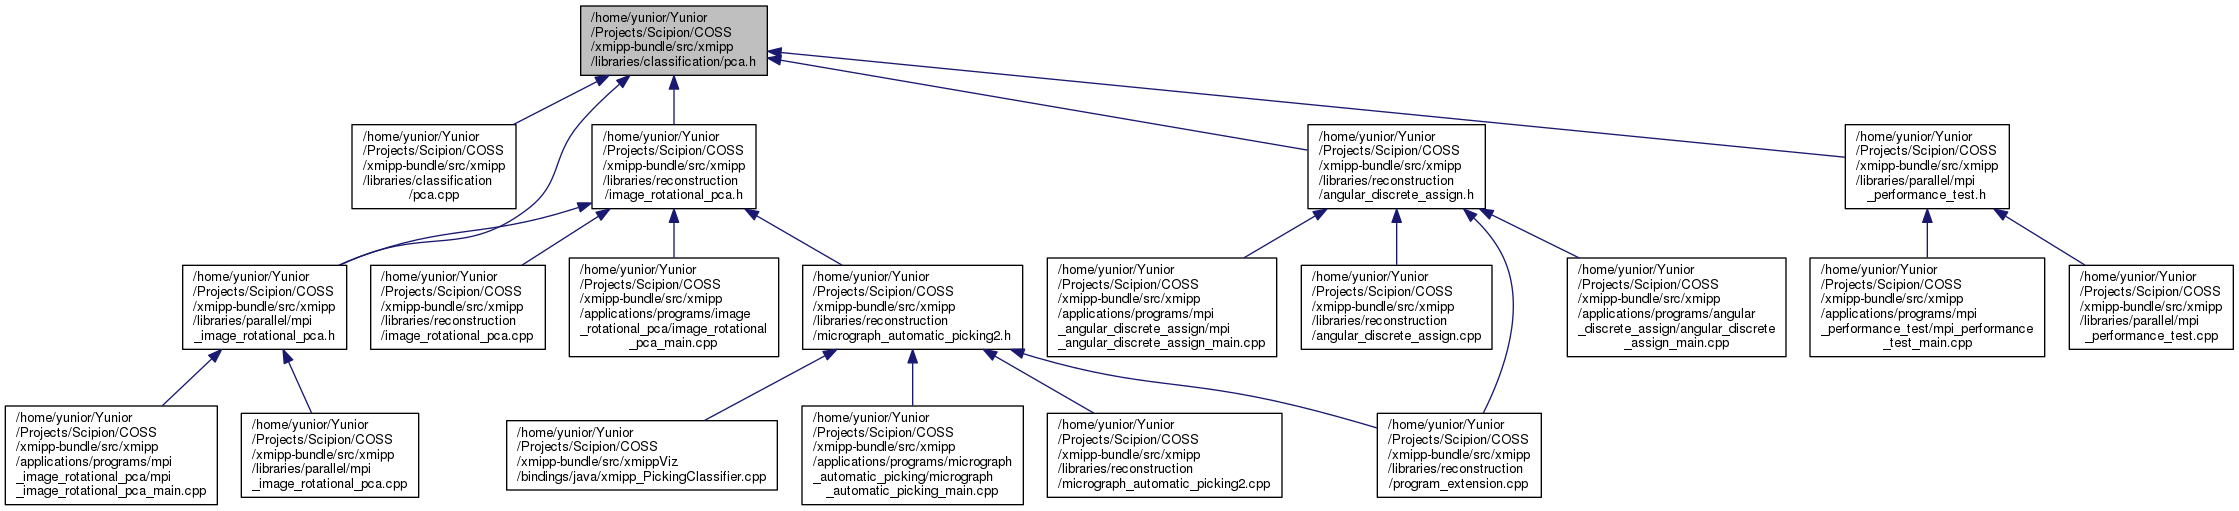 /home/yunior/Yunior
/Projects/Scipion/COSS
/xmipp-bundle/src/xmipp
/libraries/classification/pca.h
/home/yunior/Yunior
/Projects/Scipion/COSS
/xmipp-bundle/src/xmipp
/libraries/classification
/pca.cpp
/home/yunior/Yunior
/Projects/Scipion/COSS
/xmipp-bundle/src/xmipp
/libraries/reconstruction
/image_rotational_pca.h
/home/yunior/Yunior
/Projects/Scipion/COSS
/xmipp-bundle/src/xmipp
/libraries/reconstruction
/angular_discrete_assign.h
/home/yunior/Yunior
/Projects/Scipion/COSS
/xmipp-bundle/src/xmipp
/libraries/parallel/mpi
_performance_test.h
/home/yunior/Yunior
/Projects/Scipion/COSS
/xmipp-bundle/src/xmipp
/libraries/parallel/mpi
_image_rotational_pca.h
/home/yunior/Yunior
/Projects/Scipion/COSS
/xmipp-bundle/src/xmipp
/libraries/reconstruction
/image_rotational_pca.cpp
/home/yunior/Yunior
/Projects/Scipion/COSS
/xmipp-bundle/src/xmipp
/applications/programs/image
_rotational_pca/image_rotational
_pca_main.cpp
/home/yunior/Yunior
/Projects/Scipion/COSS
/xmipp-bundle/src/xmipp
/libraries/reconstruction
/micrograph_automatic_picking2.h
/home/yunior/Yunior
/Projects/Scipion/COSS
/xmipp-bundle/src/xmipp
/applications/programs/mpi
_angular_discrete_assign/mpi
_angular_discrete_assign_main.cpp
/home/yunior/Yunior
/Projects/Scipion/COSS
/xmipp-bundle/src/xmipp
/libraries/reconstruction
/angular_discrete_assign.cpp
/home/yunior/Yunior
/Projects/Scipion/COSS
/xmipp-bundle/src/xmipp
/applications/programs/angular
_discrete_assign/angular_discrete
_assign_main.cpp
/home/yunior/Yunior
/Projects/Scipion/COSS
/xmipp-bundle/src/xmipp
/applications/programs/mpi
_performance_test/mpi_performance
_test_main.cpp
/home/yunior/Yunior
/Projects/Scipion/COSS
/xmipp-bundle/src/xmipp
/libraries/parallel/mpi
_performance_test.cpp
/home/yunior/Yunior
/Projects/Scipion/COSS
/xmipp-bundle/src/xmipp
/applications/programs/mpi
_image_rotational_pca/mpi
_image_rotational_pca_main.cpp
/home/yunior/Yunior
/Projects/Scipion/COSS
/xmipp-bundle/src/xmipp
/libraries/parallel/mpi
_image_rotational_pca.cpp
/home/yunior/Yunior
/Projects/Scipion/COSS
/xmipp-bundle/src/xmippViz
/bindings/java/xmipp_PickingClassifier.cpp
/home/yunior/Yunior
/Projects/Scipion/COSS
/xmipp-bundle/src/xmipp
/applications/programs/micrograph
_automatic_picking/micrograph
_automatic_picking_main.cpp
/home/yunior/Yunior
/Projects/Scipion/COSS
/xmipp-bundle/src/xmipp
/libraries/reconstruction
/micrograph_automatic_picking2.cpp
/home/yunior/Yunior
/Projects/Scipion/COSS
/xmipp-bundle/src/xmipp
/libraries/reconstruction
/program_extension.cpp